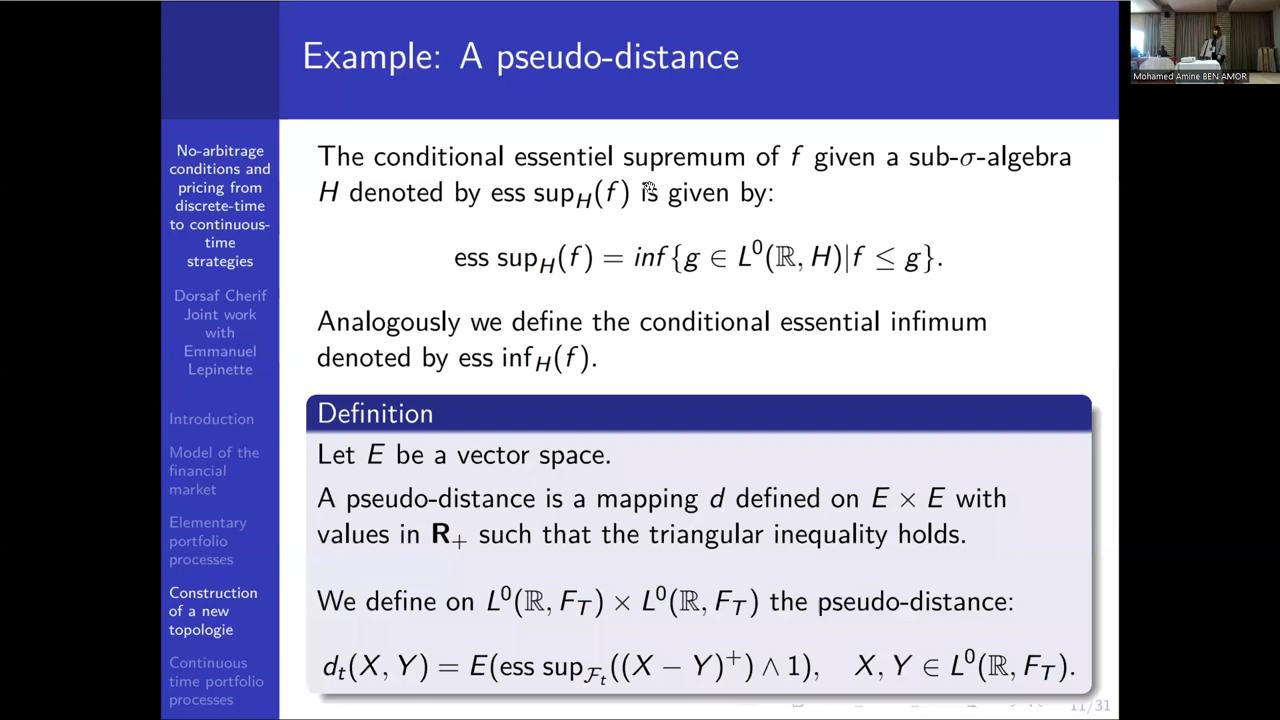 Example: A pseudo-distance
Mohamed Amine BEN AMOR
No-arbitrage
conditions and
pricing from
discrete-time
to continuous-
time
strategies
Dorsaf Cherif
Joint work
with
Emmanuel
Lepinette
Introduction
Model of the
financial
market
Elementary
portfolio
processes
Construction
of a new
topologie
Continuous
time portfolio
processes
The conditional essentiel supremum of f given a sub-σ-algebra
H denoted by ess sup_H(f) is given by:
ess sup_H(f) = inf{g ∈ L^0(ℝ, H)|f ≤ g}.
Analogously we define the conditional essential infimum
denoted by ess inf_H(f).
Definition
Let E be a vector space.
A pseudo-distance is a mapping d defined on E × E with
values in R_+ such that the triangular inequality holds.
We define on L^0(ℝ, F_T) × L^0(ℝ, F_T) the pseudo-distance:
d_t(X, Y) = E(ess sup_{\mathcal{F}_t}((X − Y)^+) ∧ 1), X, Y ∈ L^0(ℝ, F_T).
11/31